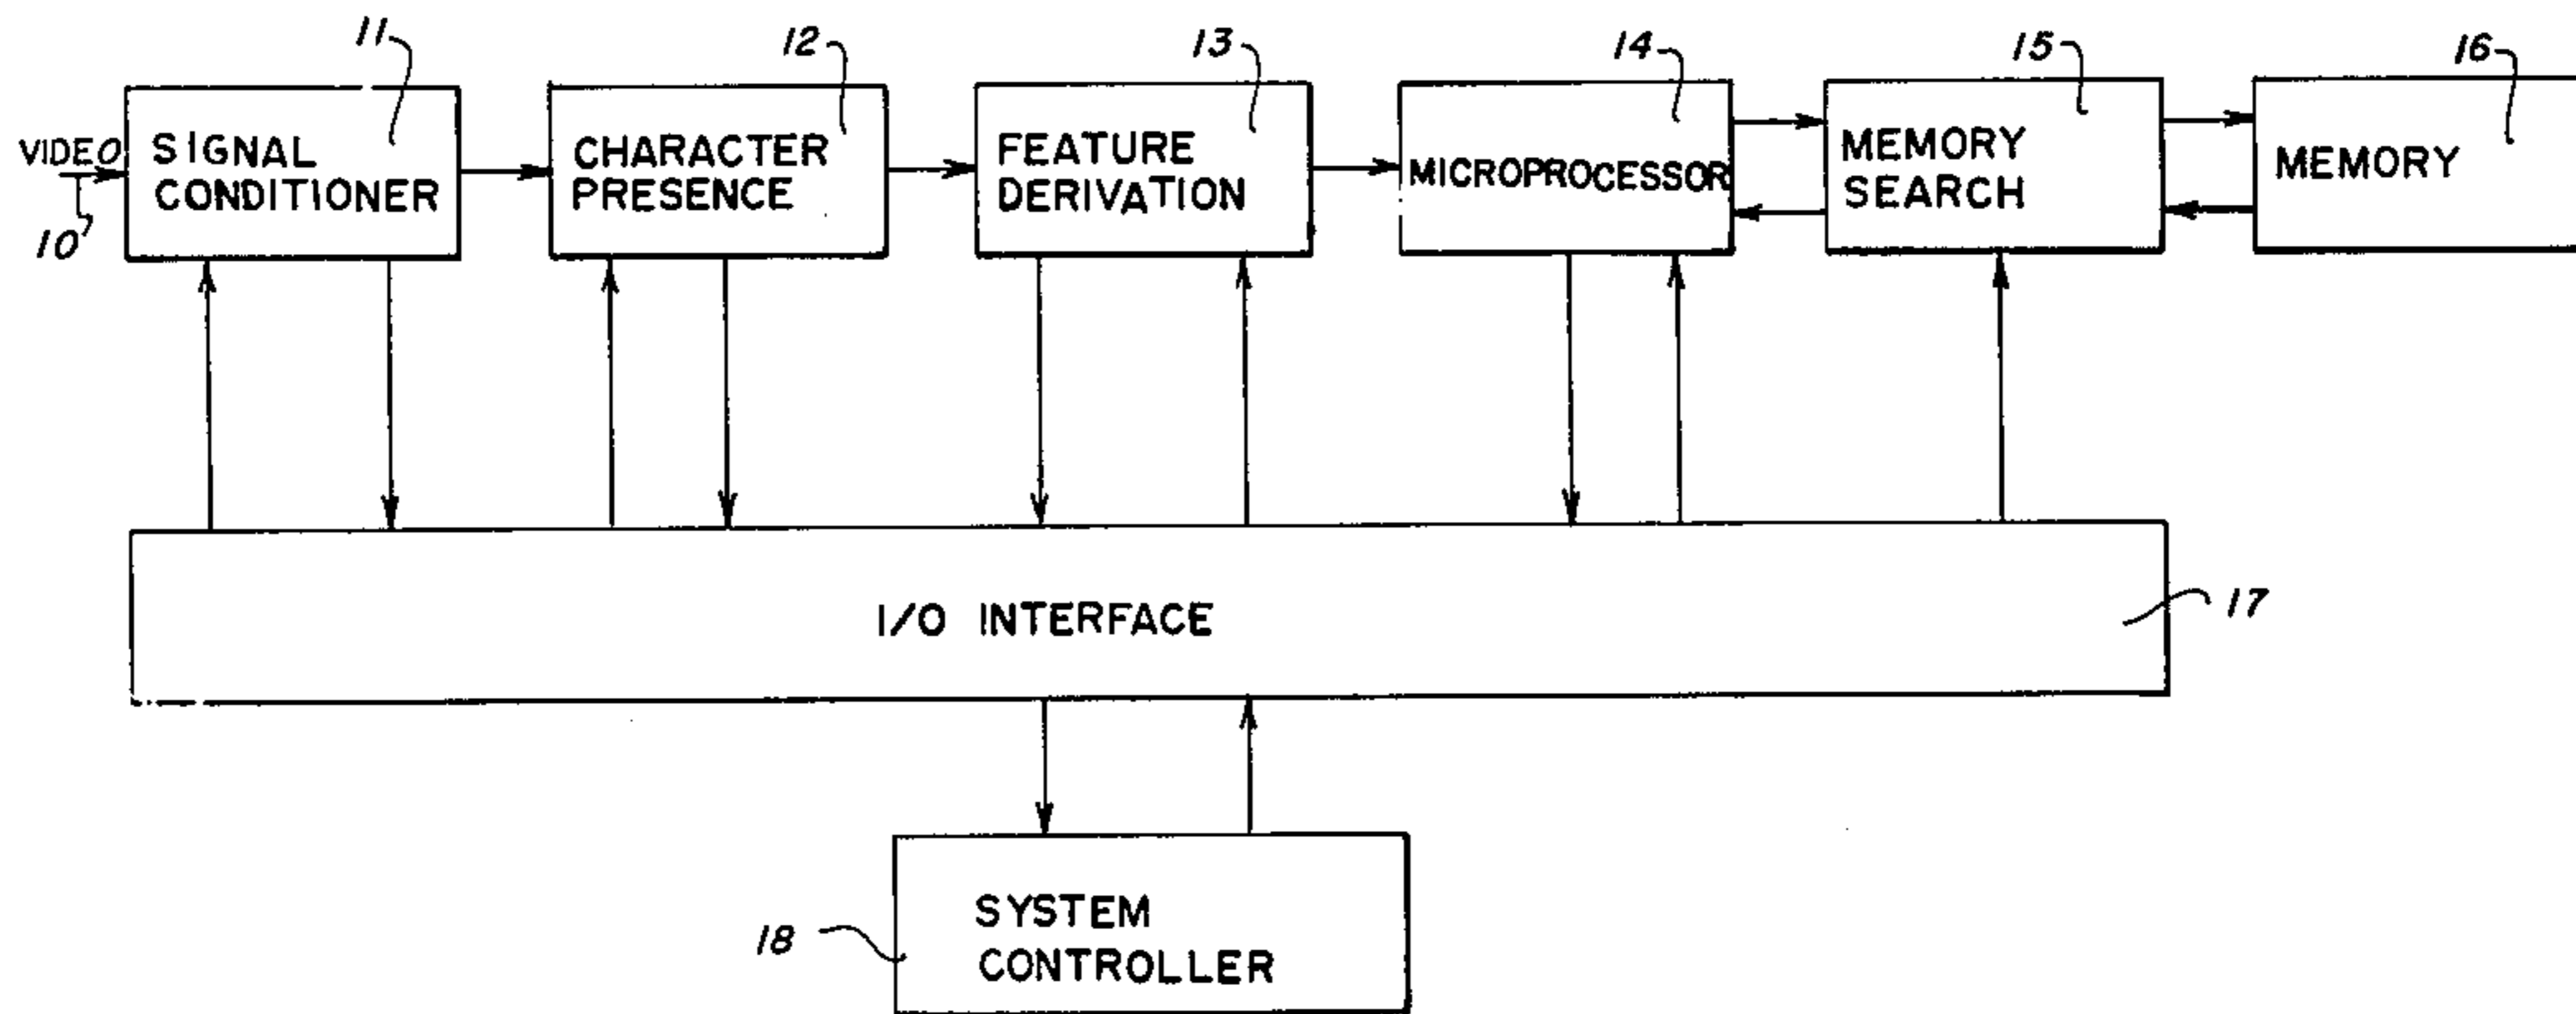 11
12
13
14
15
16
VIDEO
10
SIGNAL
CONDITIONER
CHARACTER
PRESENCE
FEATURE
DERIVATION
MICROPROCESSOR
MEMORY
SEARCH
MEMORY
I/O INTERFACE
17
18
SYSTEM
CONTROLLER